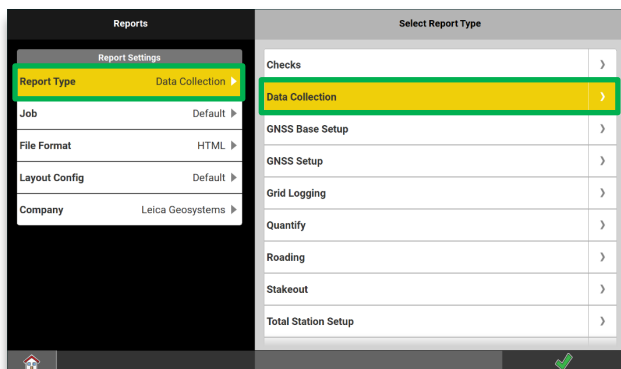 Reports
Select Report Type
Report Settings
Report Type Data Collection
Job Default
File Format HTML
Layout Config Default
Company Leica Geosystems
Checks
Data Collection
GNSS Base Setup
GNSS Setup
Grid Logging
Quantify
Roading
Stakeout
Total Station Setup